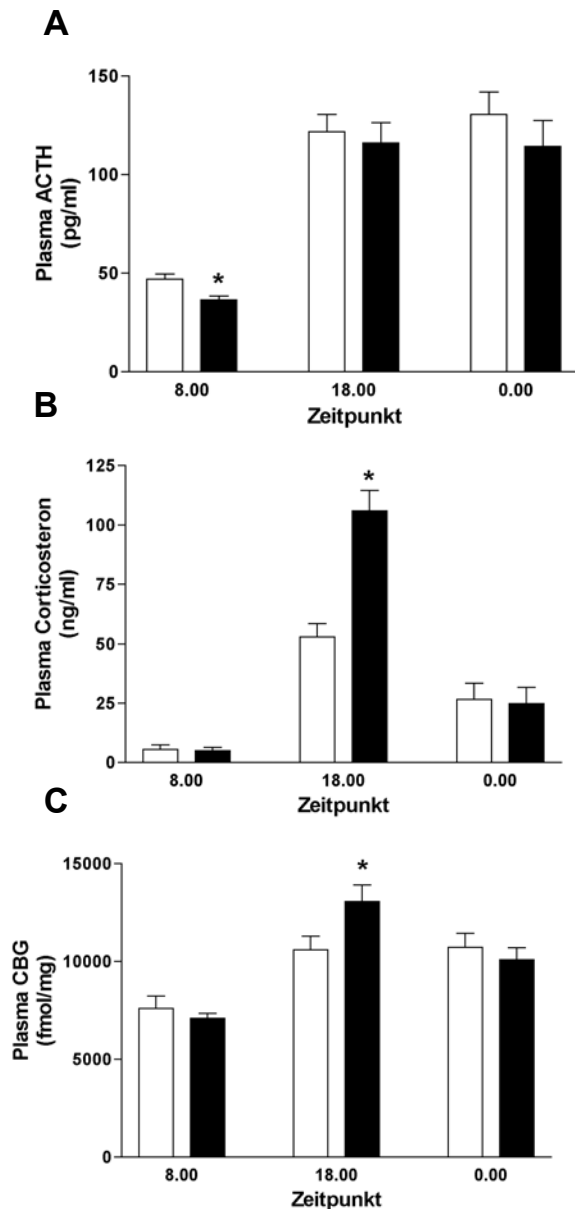 A
150
100
50
0
Plasma ACTH
(pg/ml)
*
8.00 18.00 0.00
Zeitpunkt
B
125
100
75
50
25
0
Plasma Corticosteron
(ng/ml)
*
8.00 18.00 0.00
Zeitpunkt
C
15000
10000
5000
0
Plasma CBG
(fmol/mg)
*
8.00 18.00 0.00
Zeitpunkt